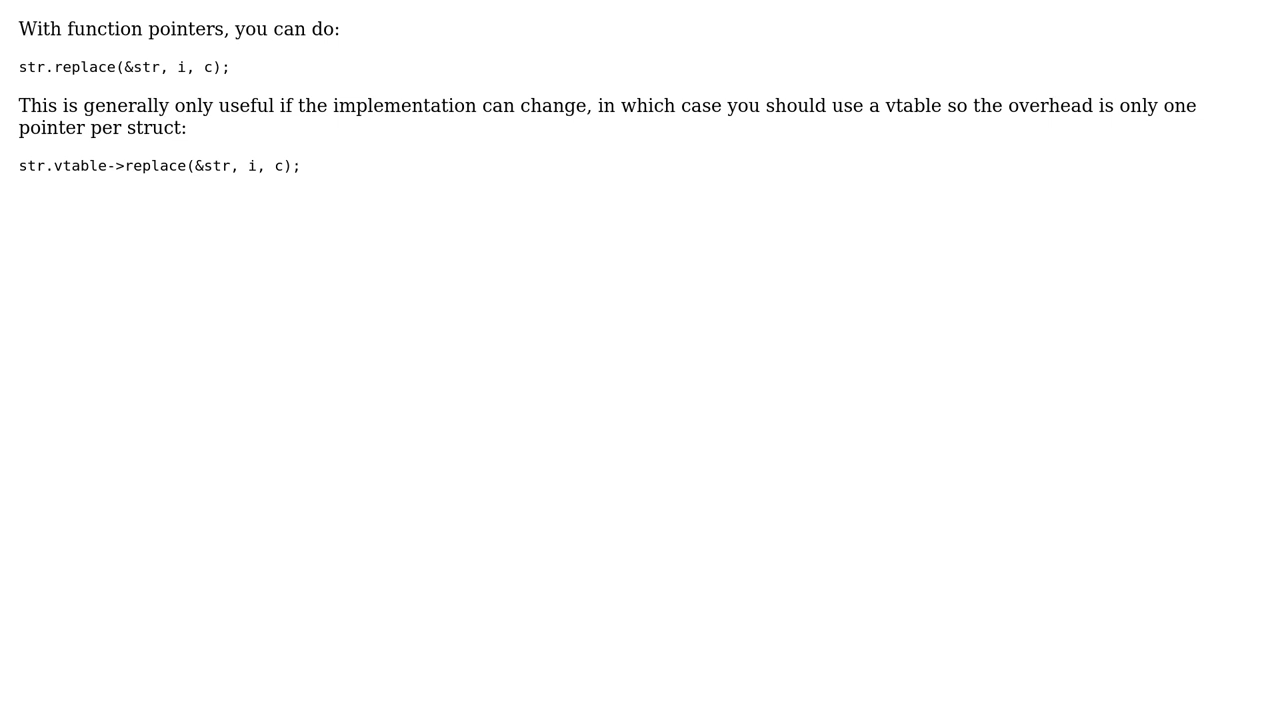 With function pointers, you can do:
str.replace(&str, i, c);
This is generally only useful if the implementation can change, in which case you should use a vtable so the overhead is only one
pointer per struct:
str.vtable->replace(&str, i, c);